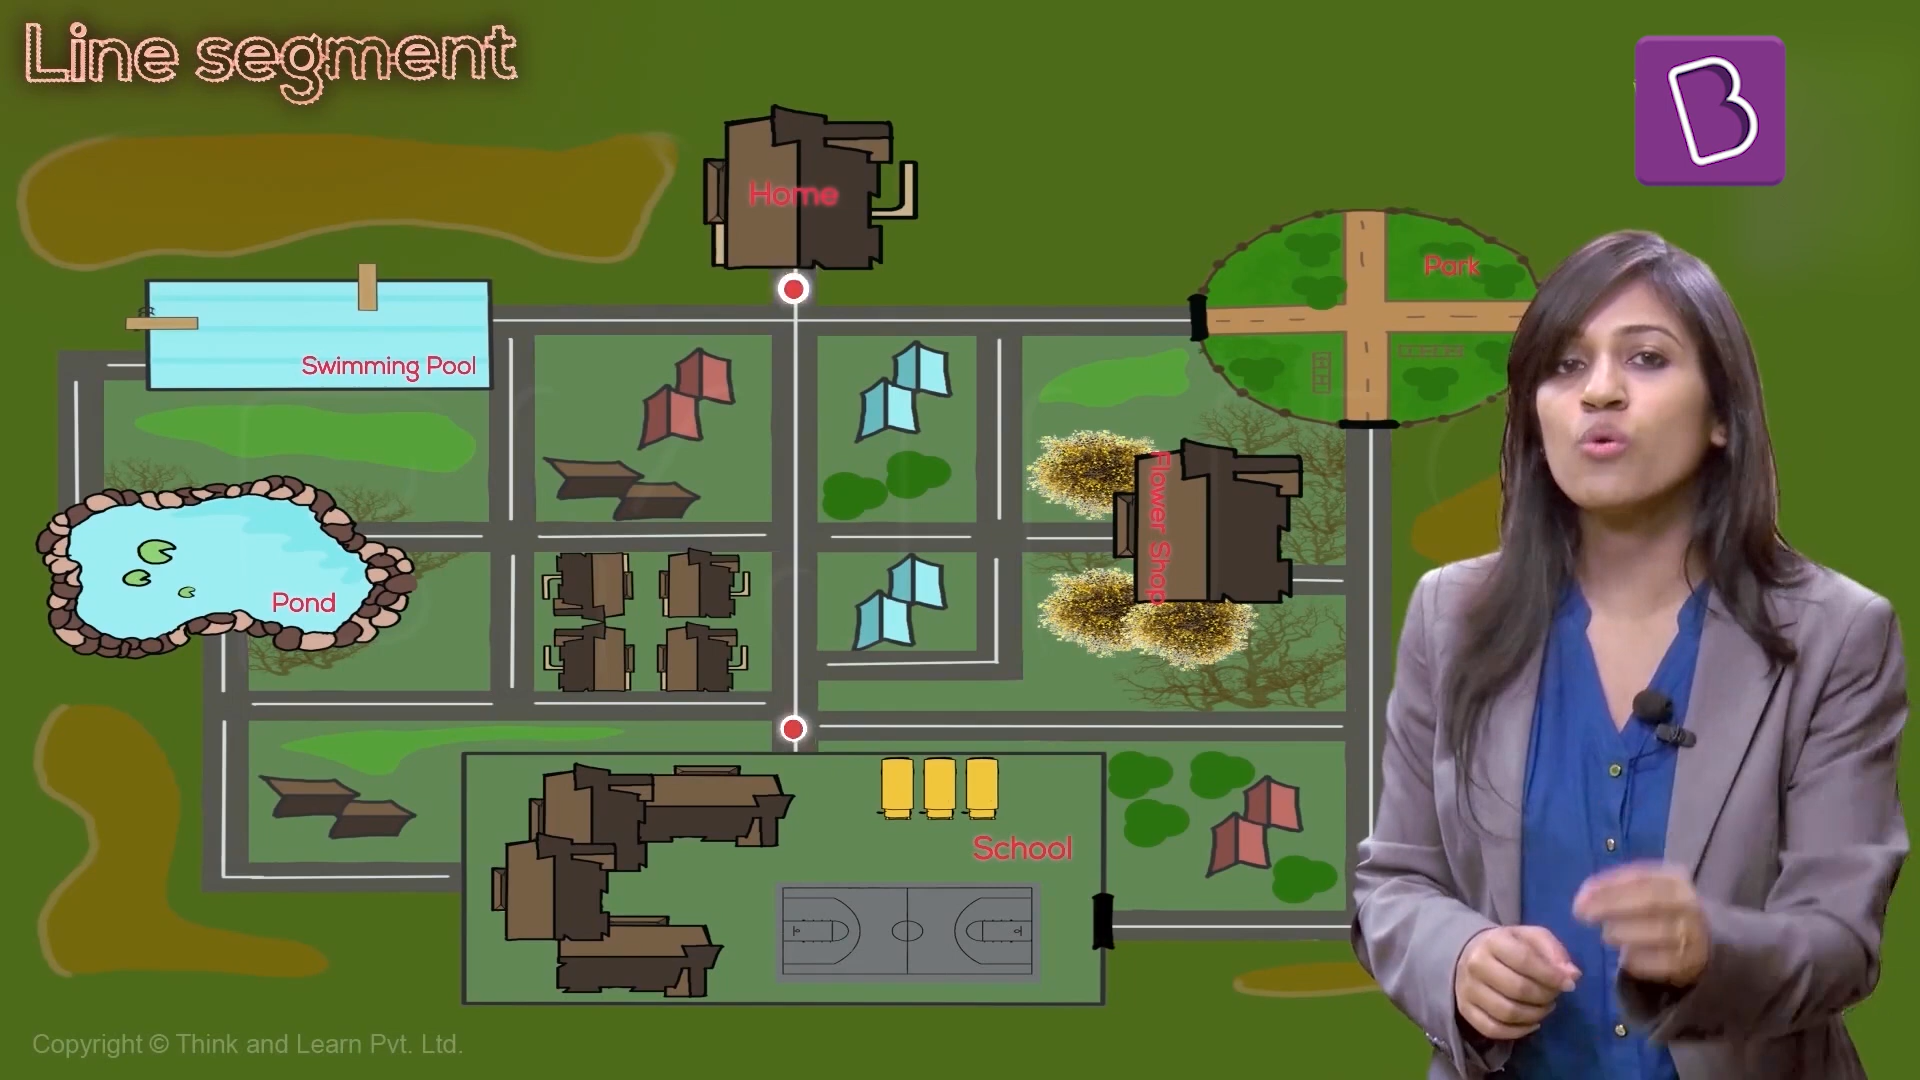 Line segment
B
Home
Park
Swimming Pool
Flower Shop
Pond
School
Copyright © Think and Learn Pvt. Ltd.